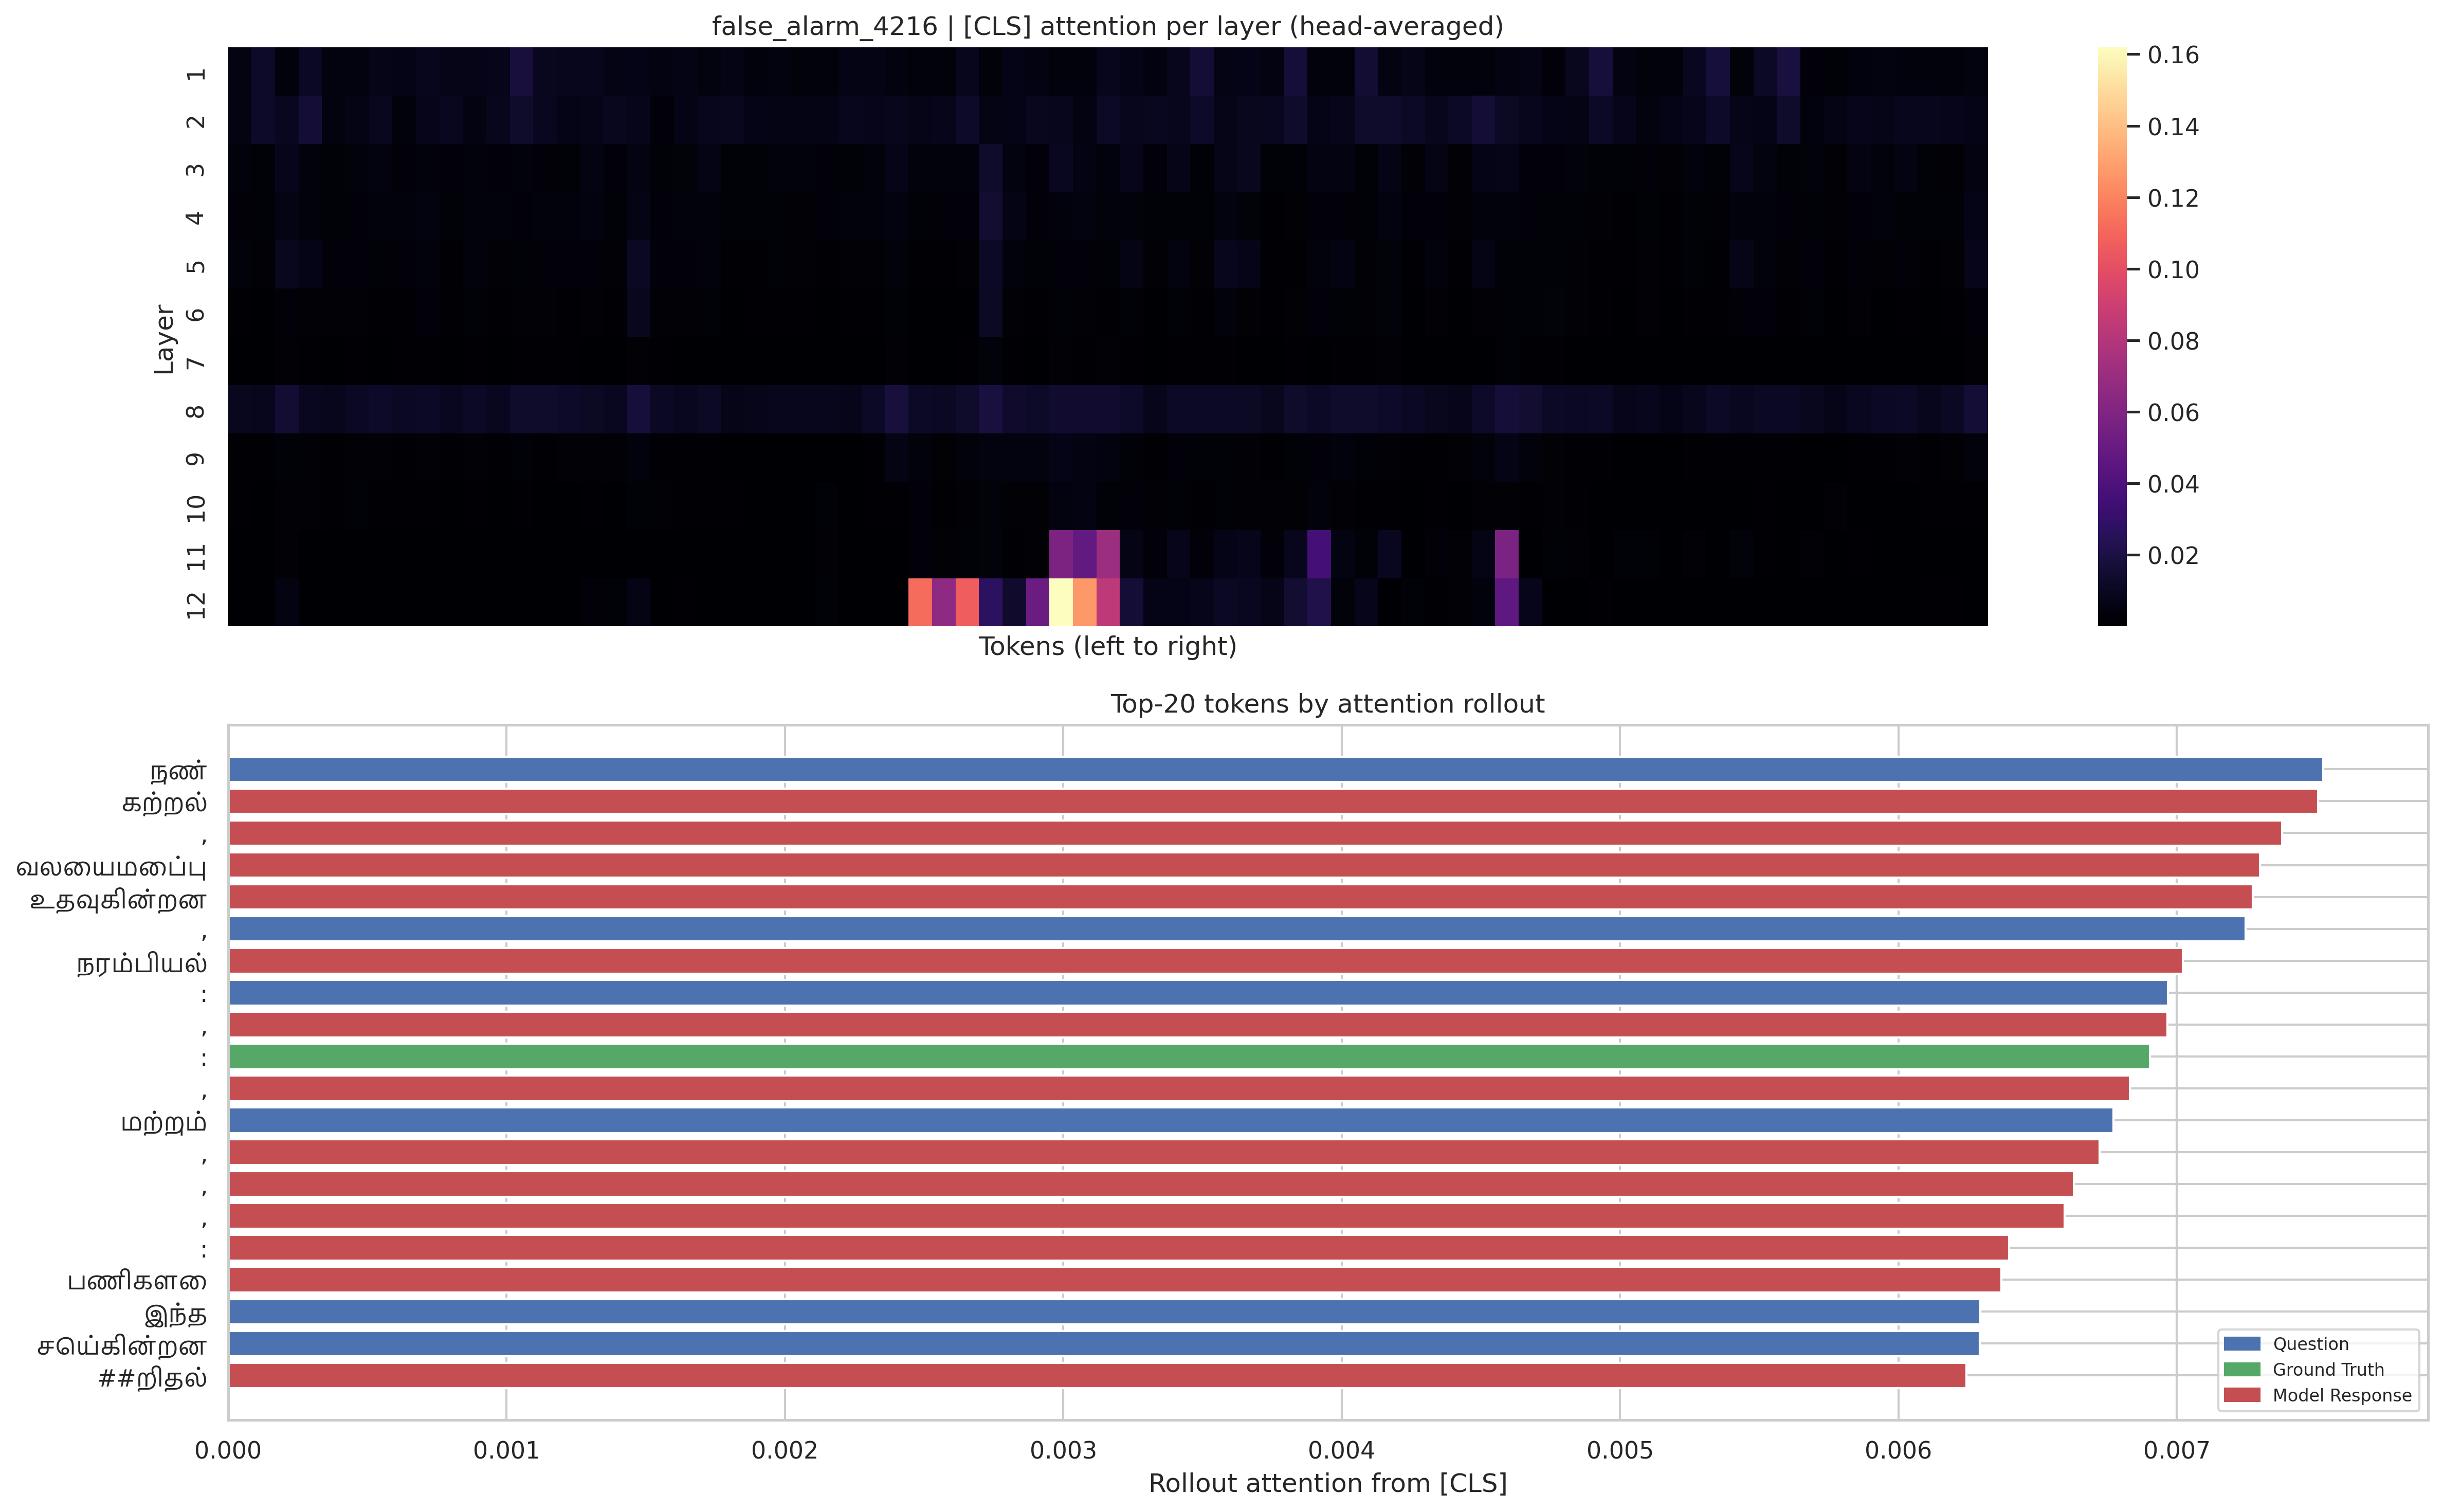 false_alarm_4216 | [CLS] attention per layer (head-averaged)
Layer
1
2
3
4
5
6
7
8
9
10
11
12
Tokens (left to right)
0.16
0.14
0.12
0.10
0.08
0.06
0.04
0.02
Top-20 tokens by attention rollout
நுண்
கற்றல்
,
வலையமைப்பு
உதவுகின்றன
,
நரம்பியல்
:
,
:
,
மற்றும்
,
,
,
:
பணிகளை
இந்த
செய்கின்றன
##றிதல்
Question
Ground Truth
Model Response
0.000 0.001 0.002 0.003 0.004 0.005 0.006 0.007
Rollout attention from [CLS]